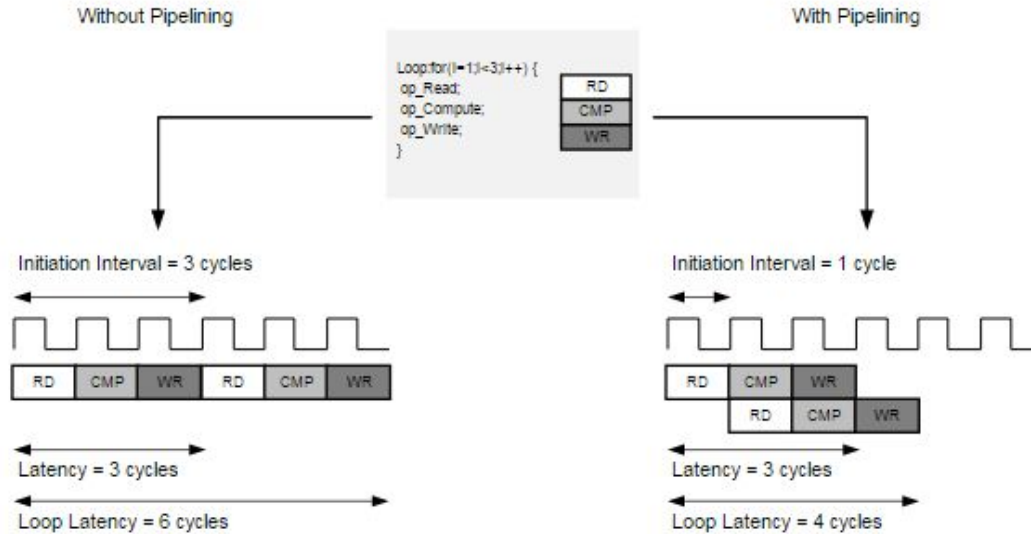 Without Pipelining
With Pipelining
Loop:for(I=1;I<3;I++) {
op_Read;
op_Compute;
op_Write;
}
RD
CMP
WR
Initiation Interval = 3 cycles
RD CMP WR RD CMP WR
Latency = 3 cycles
Loop Latency = 6 cycles
Initiation Interval = 1 cycle
RD CMP WR
RD CMP WR
Latency = 3 cycles
Loop Latency = 4 cycles